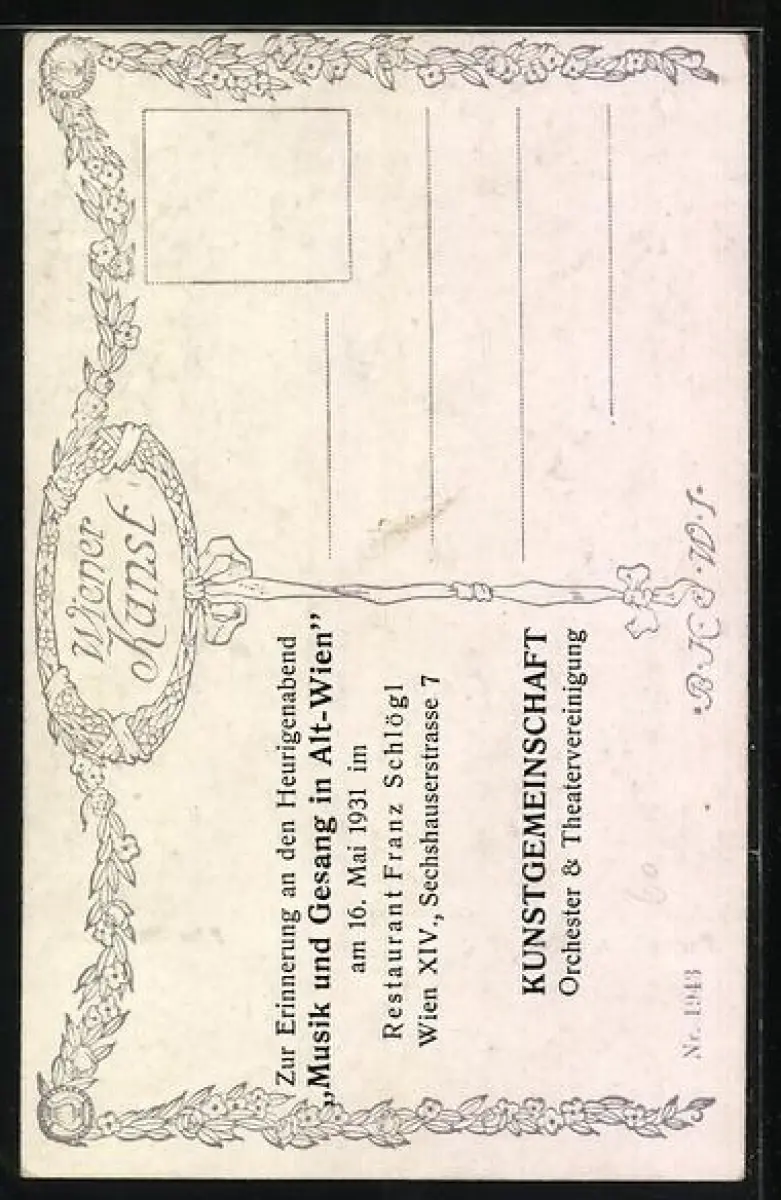 Wiener
Kunst
Zur Erinnerung an den Heurigenabend
„Musik und Gesang in Alt-Wien”
am 16. Mai 1931 im
Restaurant Franz Schlögl
Wien XIV., Sechshauserstrasse 7
KUNSTGEMEINSCHAFT
Orchester & Theatervereinigung
Nr. 1943
60
·B·K·W·I·